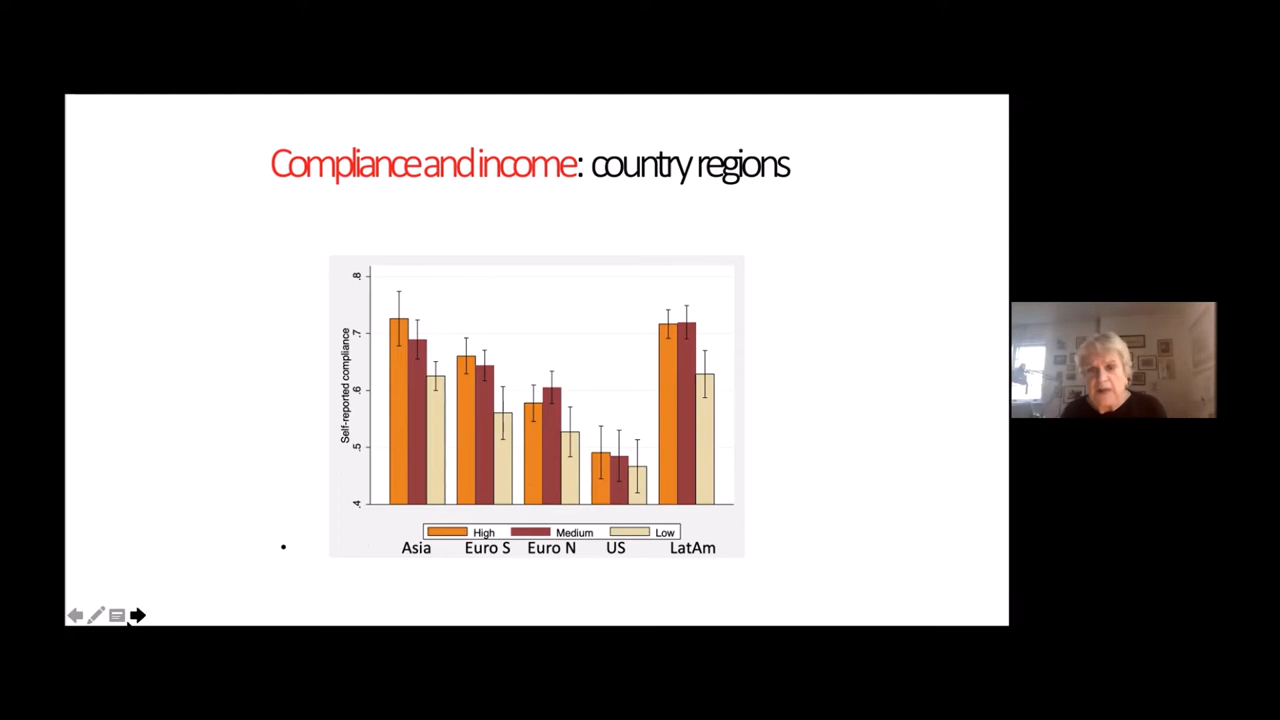 Compliance and income: country regions
.8
.7
.6
.5
.4
Self-reported compliance
High Medium Low
Asia Euro S Euro N US LatAm